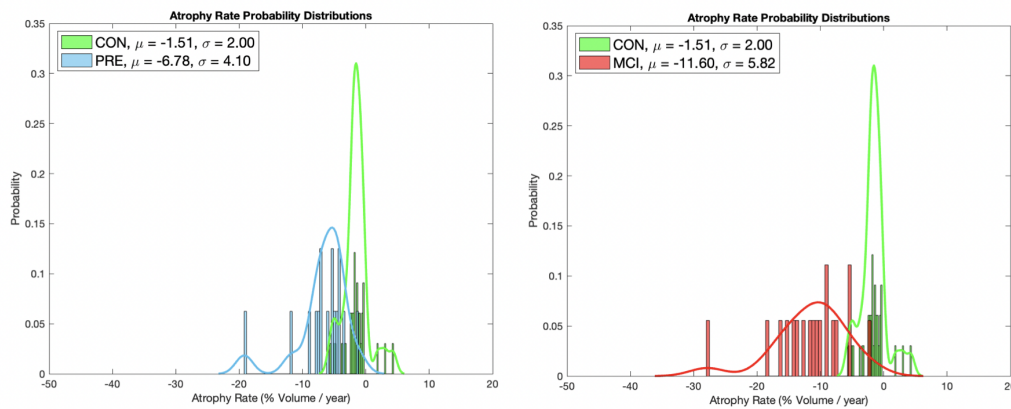 Atrophy Rate Probability Distributions
CON, μ = -1.51, σ = 2.00
PRE, μ = -6.78, σ = 4.10
0.35
0.3
0.25
0.2
0.15
0.1
0.05
0
Probability
-50 -40 -30 -20 -10 0 10 20
Atrophy Rate (% Volume / year)
Atrophy Rate Probability Distributions
CON, μ = -1.51, σ = 2.00
MCI, μ = -11.60, σ = 5.82
0.35
0.3
0.25
0.2
0.15
0.1
0.05
0
Probability
-50 -40 -30 -20 -10 0 10 20
Atrophy Rate (% Volume / year)